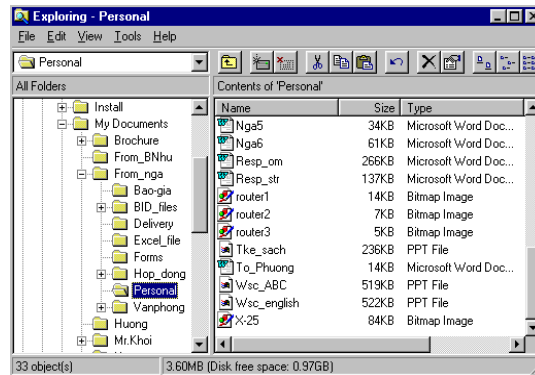 Exploring - Personal
File Edit View Tools Help
Personal
All Folders
Contents of 'Personal'
Install
My Documents
Brochure
From_BNhu
From_nga
Bao-gia
BID_files
Delivery
Excel_file
Forms
Hop_dong
Personal
Vanphong
Huong
Mr.Khoi
Name Size Type
Nga5 34KB Microsoft Word Doc...
Nga6 61KB Microsoft Word Doc...
Resp_om 266KB Microsoft Word Doc...
Resp_str 137KB Microsoft Word Doc...
router1 14KB Bitmap Image
router2 7KB Bitmap Image
router3 5KB Bitmap Image
Tke_sach 236KB PPT File
To_Phuong 14KB Microsoft Word Doc...
Wsc_ABC 519KB PPT File
Wsc_english 522KB PPT File
X-25 84KB Bitmap Image
33 object(s)
3.60MB (Disk free space: 0.97GB)